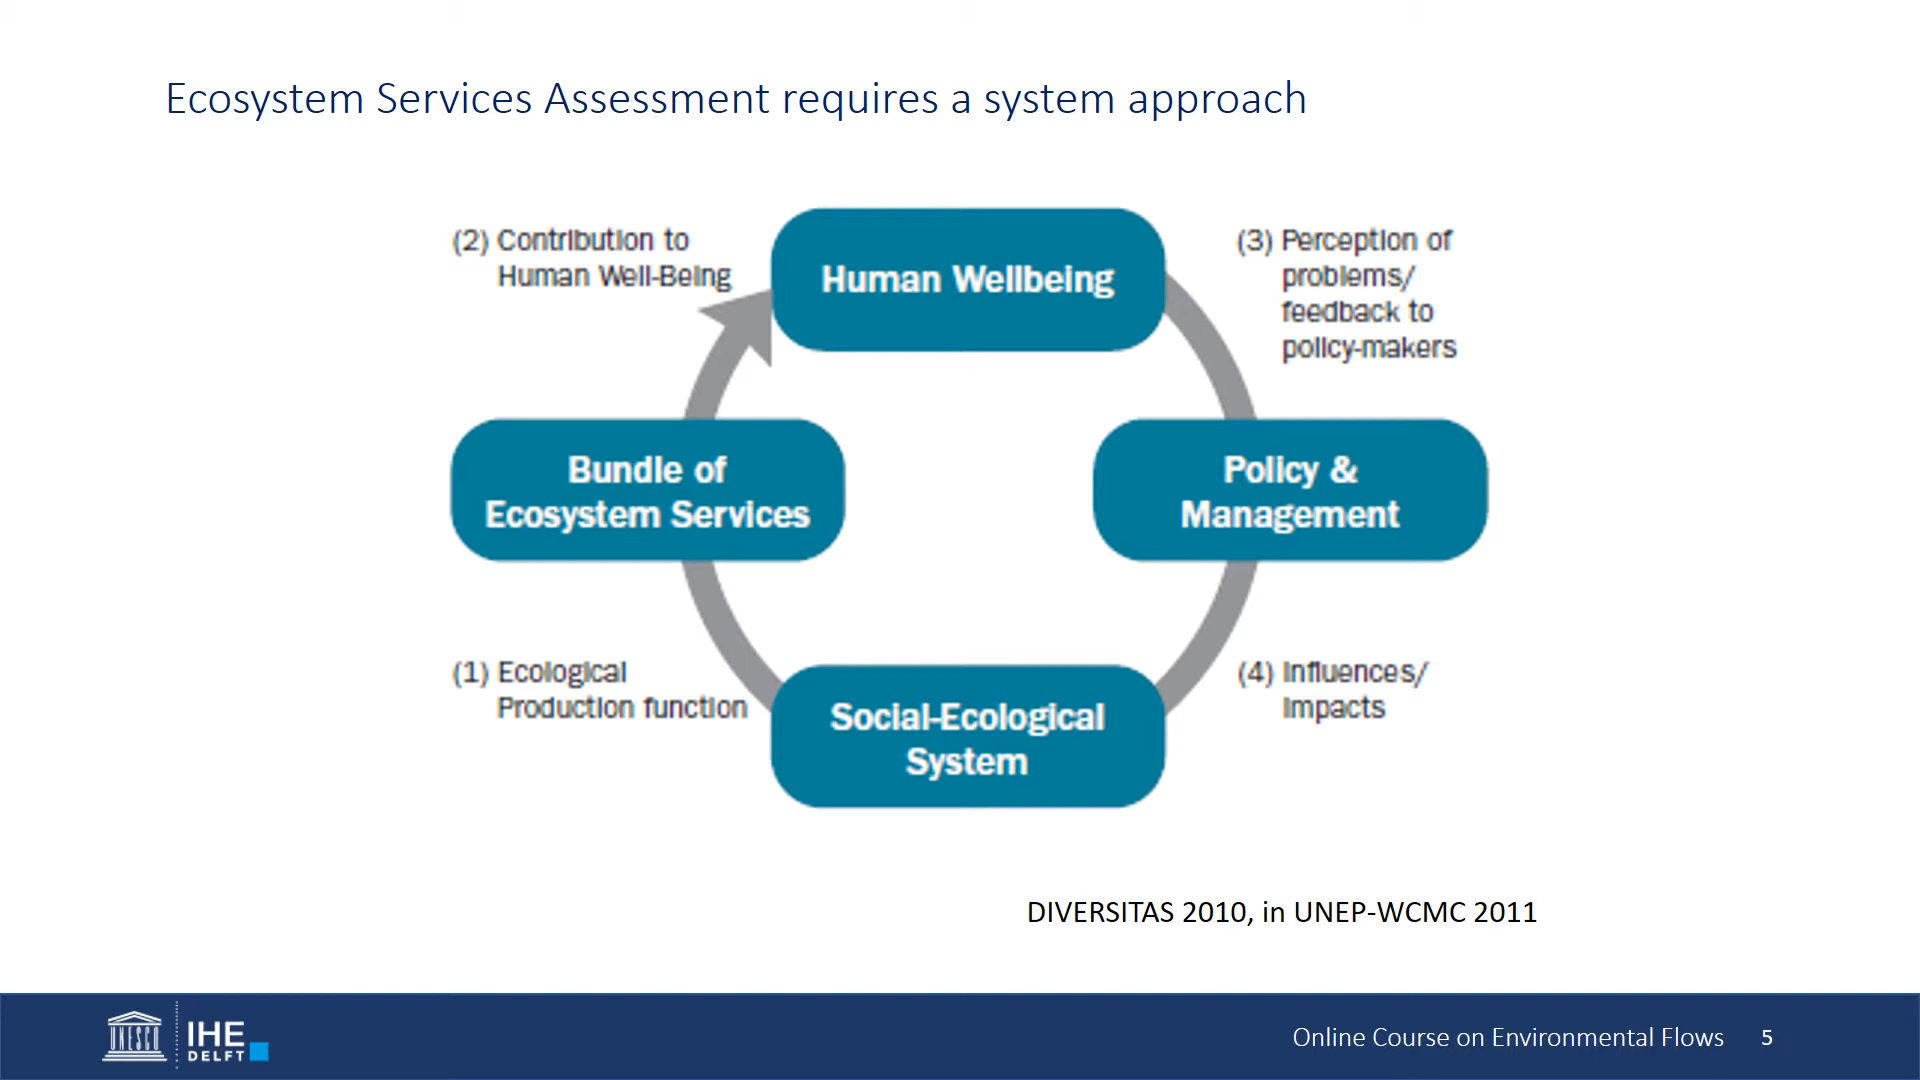 Ecosystem Services Assessment requires a system approach
(2) Contribution to
Human Well-Being
Human Wellbeing
(3) Perception of
problems/
feedback to
policy-makers
Bundle of
Ecosystem Services
Policy &
Management
(1) Ecological
Production function
Social-Ecological
System
(4) Influences/
Impacts
DIVERSITAS 2010, in UNEP-WCMC 2011
UNESCO
IHE
DELFT
Online Course on Environmental Flows 5